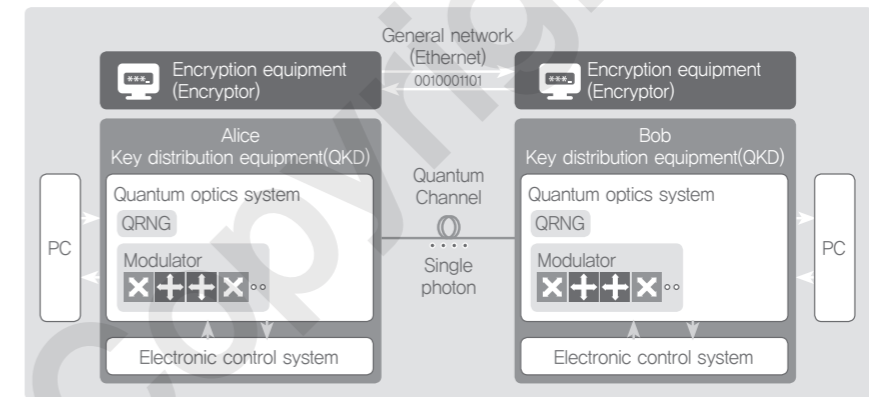 General network
(Ethernet)
0010001101
Encryption equipment
(Encryptor)
***_
Encryption equipment
(Encryptor)
***_
Alice
Key distribution equipment(QKD)
Quantum optics system
QRNG
Modulator
Electronic control system
PC
Quantum
Channel
Single
photon
Bob
Key distribution equipment(QKD)
Quantum optics system
QRNG
Modulator
Electronic control system
PC
Copyright